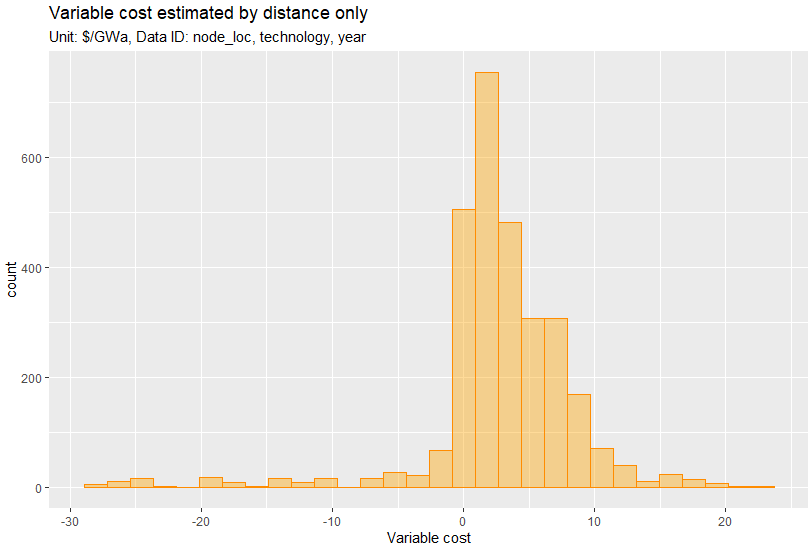 Variable cost estimated by distance only
Unit: $/GWa, Data ID: node_loc, technology, year
600
400
200
0
count
-30 -20 -10 0 10 20
Variable cost